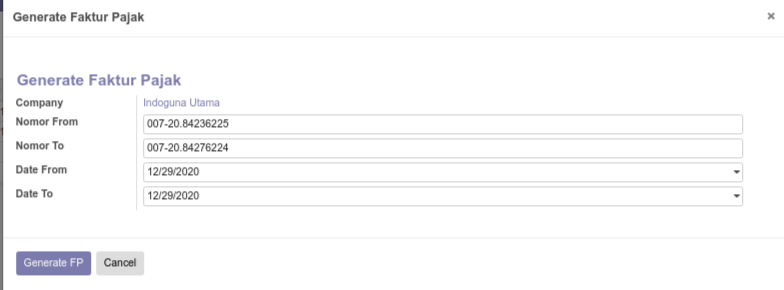 Generate Faktur Pajak ×
Generate Faktur Pajak
Company Indoguna Utama
Nomor From 007-20.84236225
Nomor To 007-20.84276224
Date From 12/29/2020
Date To 12/29/2020
Generate FP Cancel